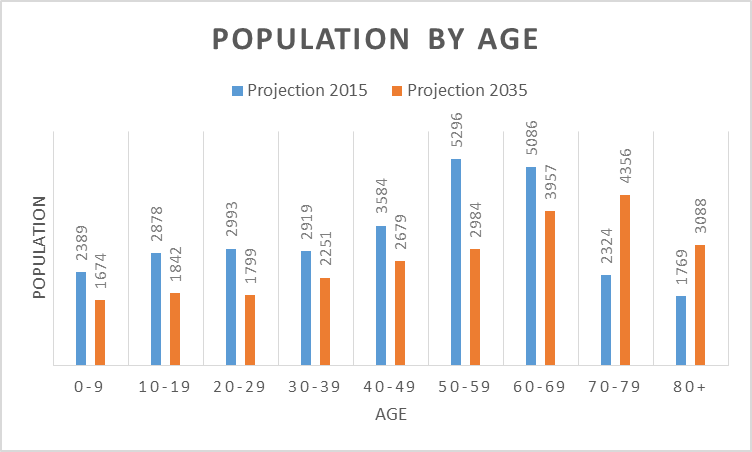 POPULATION BY AGE
Projection 2015 Projection 2035
POPULATION
2389 1674 2878 1842 2993 1799 2919 2251 3584 2679 5296 2984 5086 3957 2324 4356 1769 3088
0-9 10-19 20-29 30-39 40-49 50-59 60-69 70-79 80+
AGE